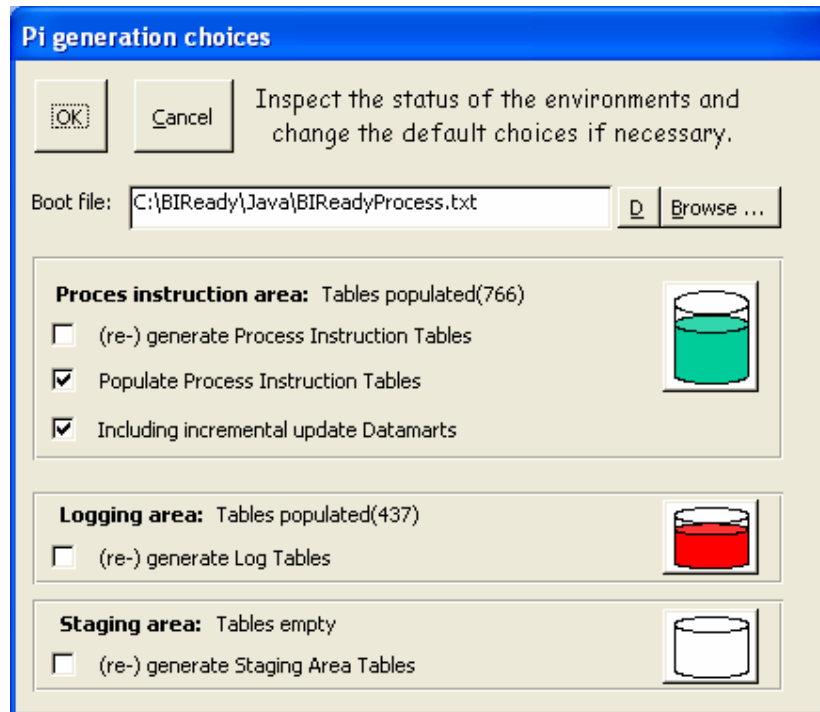 Pi generation choices
OK
Cancel
Inspect the status of the environments and
change the default choices if necessary.
Boot file:
C:\BIReady\Java\BIReadyProcess.txt
D
Browse ...
Proces instruction area: Tables populated(766)
(re-) generate Process Instruction Tables
Populate Process Instruction Tables
Including incremental update Datamarts
Logging area: Tables populated(437)
(re-) generate Log Tables
Staging area: Tables empty
(re-) generate Staging Area Tables